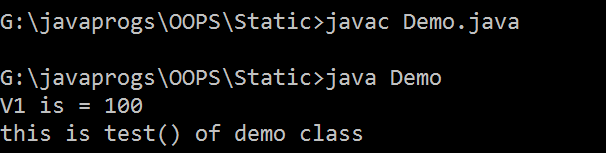 G:\javaprogs\OOPS\Static>javac Demo.java
G:\javaprogs\OOPS\Static>java Demo
V1 is = 100
this is test() of demo class